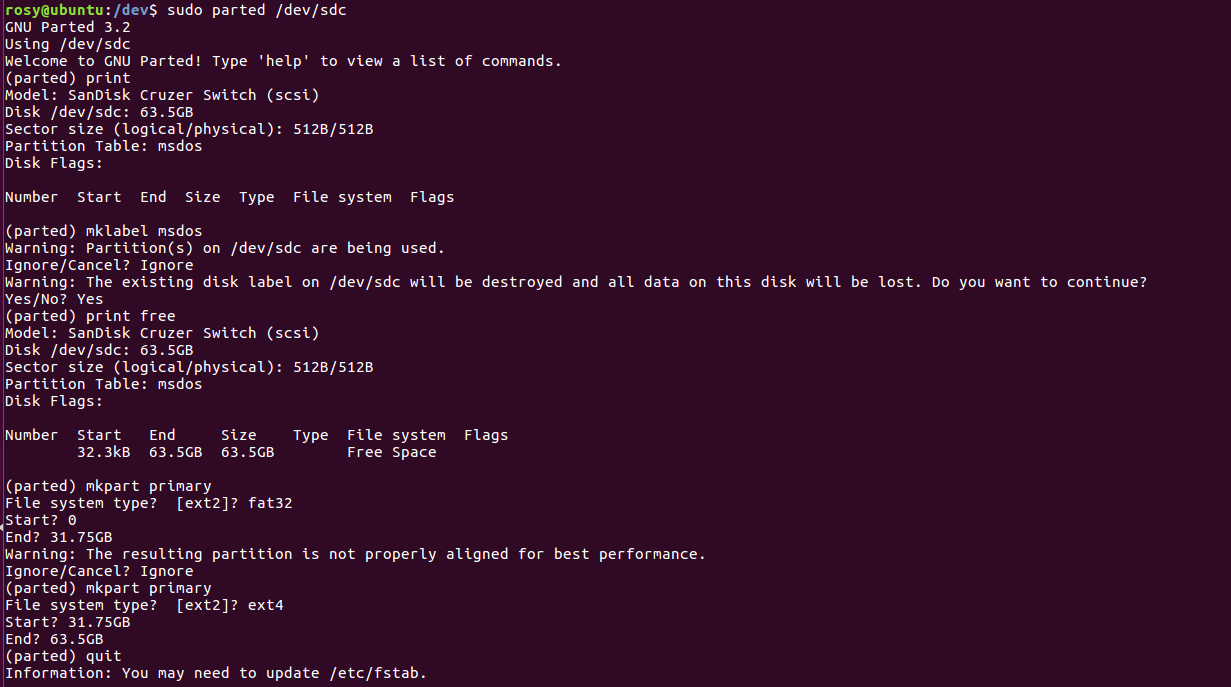 rosy@ubuntu:/dev$ sudo parted /dev/sdc
GNU Parted 3.2
Using /dev/sdc
Welcome to GNU Parted! Type 'help' to view a list of commands.
(parted) print
Model: SanDisk Cruzer Switch (scsi)
Disk /dev/sdc: 63.5GB
Sector size (logical/physical): 512B/512B
Partition Table: msdos
Disk Flags:
Number  Start  End  Size  Type  File system  Flags
(parted) mklabel msdos
Warning: Partition(s) on /dev/sdc are being used.
Ignore/Cancel? Ignore
Warning: The existing disk label on /dev/sdc will be destroyed and all data on this disk will be lost. Do you want to continue?
Yes/No? Yes
(parted) print free
Model: SanDisk Cruzer Switch (scsi)
Disk /dev/sdc: 63.5GB
Sector size (logical/physical): 512B/512B
Partition Table: msdos
Disk Flags:
Number  Start   End     Size    Type  File system  Flags
        32.3kB  63.5GB  63.5GB        Free Space
(parted) mkpart primary
File system type?  [ext2]? fat32
Start? 0
End? 31.75GB
Warning: The resulting partition is not properly aligned for best performance.
Ignore/Cancel? Ignore
(parted) mkpart primary
File system type?  [ext2]? ext4
Start? 31.75GB
End? 63.5GB
(parted) quit
Information: You may need to update /etc/fstab.